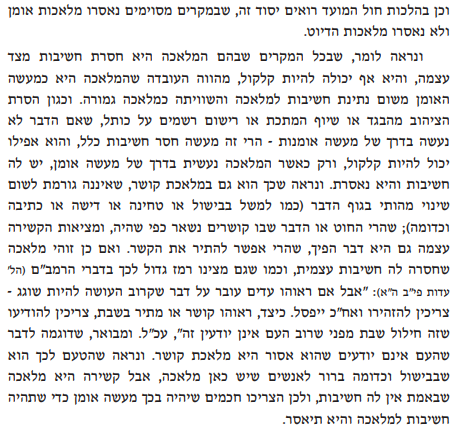 וכן בהלכות חול המועד רואים יסוד זה, שבמקרים מסוימים נאסרו מלאכות אומן
ולא נאסרו מלאכות הדיוט.
ונראה לומר, שבכל המקרים שבהם המלאכה היא חסרת חשיבות מצד
עצמה, והיא אף יכולה להיות קלקול, מהווה העובדה שהמלאכה היא כמעשה
האומן משום נתינת חשיבות למלאכה והשוויתה כמלאכה גמורה. וכגון הסרת
הציהוב מהבגד או שיוף המתכת או רישום רשמים על כותל, שאם הדבר לא
נעשה בדרך של מעשה אומנות - הרי זה מעשה חסר חשיבות כלל, והוא אפילו
יכול להיות קלקול, ורק כאשר המלאכה נעשית בדרך של מעשה אומן, יש לה
חשיבות והיא נאסרת. ונראה שכך הוא גם במלאכת קושר, שאיננה גורמת לשום
שינוי מהותי בגוף הדבר (כמו למשל בבישול או טחינה או דישה או כתיבה
וכדומה); שהרי החוט או הדבר שבו קושרים נשאר כפי שהיה, ומציאות הקשירה
עצמה גם היא דבר הפיך, שהרי אפשר להתיר את הקשר. ואם כן זוהי מלאכה
שחסרה לה חשיבות עצמית, וכמו שגם מצינו רמז גדול לכך בדברי הרמב"ם (הל'
עדות פי"ב ה"א): "אבל אם ראוהו עדים עובר על דבר שקרוב העושה להיות שוגג -
צריכין להזהירו ואח"כ ייפסל. כיצד, ראוהו קושר או מתיר בשבת, צריכין להודיעו
שזה חילול שבת מפני שרוב העם אינן יודעין זה", עכ"ל. ומבואר, שדוגמה לדבר
שהעם אינם יודעים שהוא אסור היא מלאכת קושר. ונראה שהטעם לכך הוא
שבבישול וכדומה ברור לאנשים שיש כאן מלאכה, אבל קשירה היא מלאכה
שבאמת אין לה חשיבות, ולכן הצריכו חכמים שיהיה בכך מעשה אומן כדי שתהיה
חשיבות למלאכה והיא תיאסר.